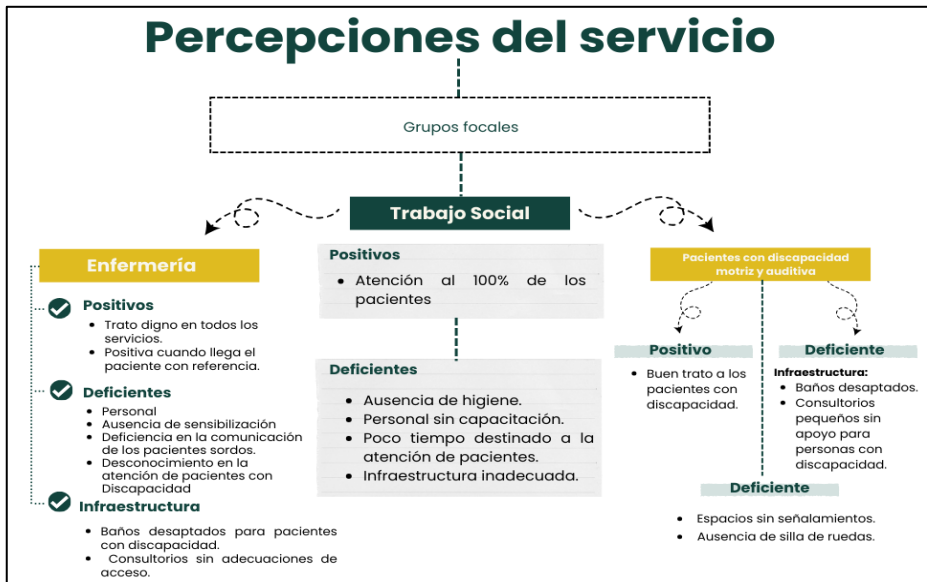 Percepciones del servicio
Grupos focales
Trabajo Social
Enfermería
Positivos
• Trato digno en todos los
servicios.
• Positiva cuando llega el
paciente con referencia.
Deficientes
• Personal
• Ausencia de sensibilización
• Deficiencia en la comunicación
de los pacientes sordos.
• Desconocimiento en la
atención de pacientes con
Discapacidad
Infraestructura
• Baños desaptados para pacientes
con discapacidad.
• Consultorios sin adecuaciones de
acceso.
Positivos
• Atención al 100% de los
pacientes
Deficientes
• Ausencia de higiene.
• Personal sin capacitación.
• Poco tiempo destinado a la
atención de pacientes.
• Infraestructura inadecuada.
Pacientes con discapacidad
motriz y auditiva
Positivo
• Buen trato a los
pacientes con
discapacidad.
Deficiente
Infraestructura:
• Baños desaptados.
• Consultorios
pequeños sin
apoyo para
personas con
discapacidad.
Deficiente
• Espacios sin señalamientos.
• Ausencia de silla de ruedas.